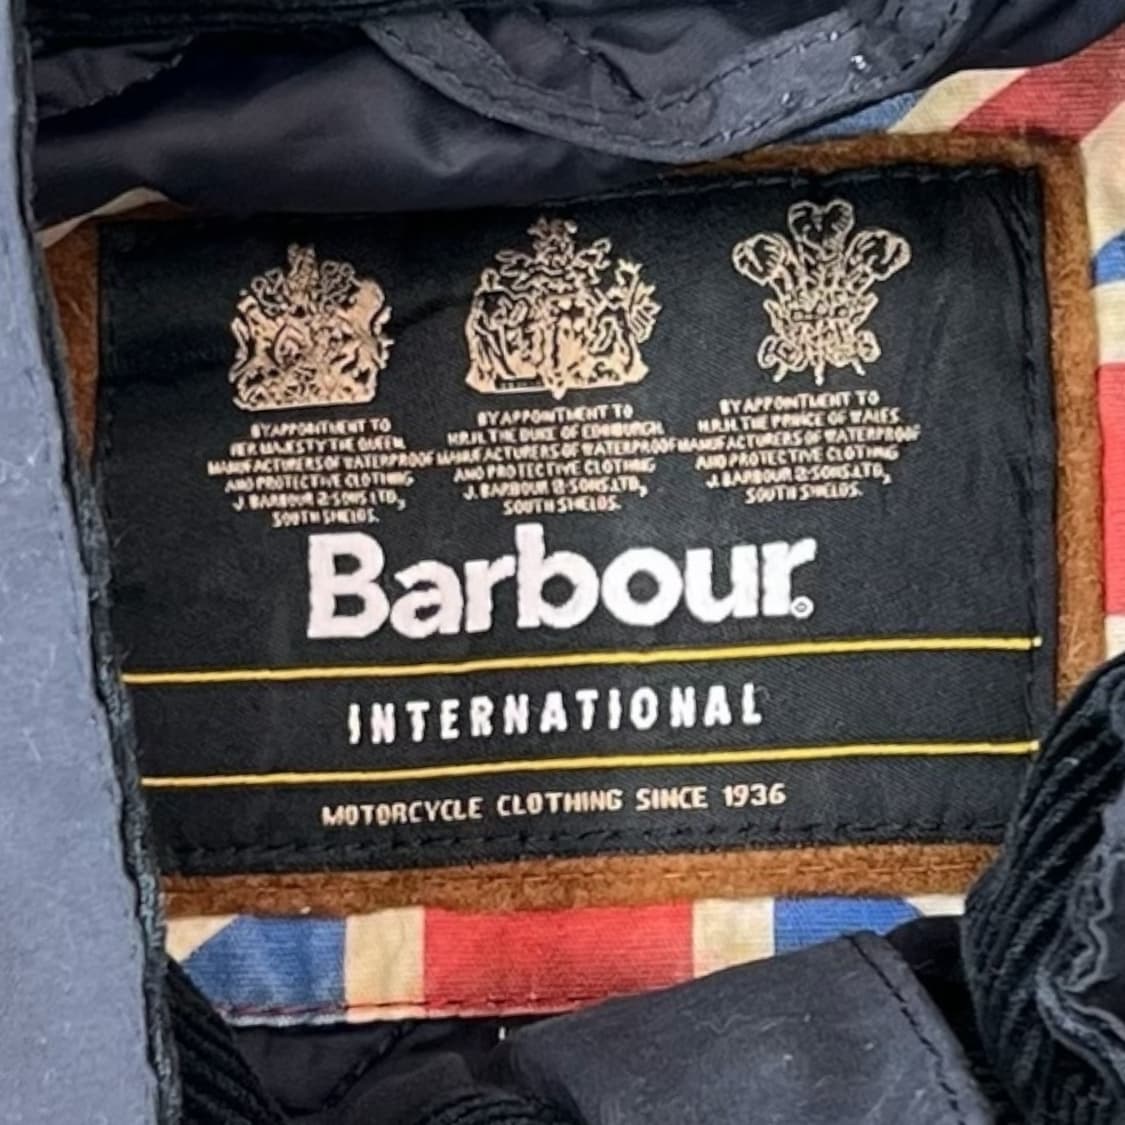 BY APPOINTMENT TO
HER MAJESTY THE QUEEN
MANUFACTURERS OF WATERPROOF
AND PROTECTIVE CLOTHING
J. BARBOUR & SONS LTD,
SOUTH SHIELDS.
BY APPOINTMENT TO
H.R.H. THE DUKE OF EDINBURGH
MANUFACTURERS OF WATERPROOF
AND PROTECTIVE CLOTHING
J. BARBOUR & SONS LTD,
SOUTH SHIELDS.
BY APPOINTMENT TO
H.R.H. THE PRINCE OF WALES
MANUFACTURERS OF WATERPROOF
AND PROTECTIVE CLOTHING
J. BARBOUR & SONS LTD,
SOUTH SHIELDS.
Barbour®
INTERNATIONAL
MOTORCYCLE CLOTHING SINCE 1936